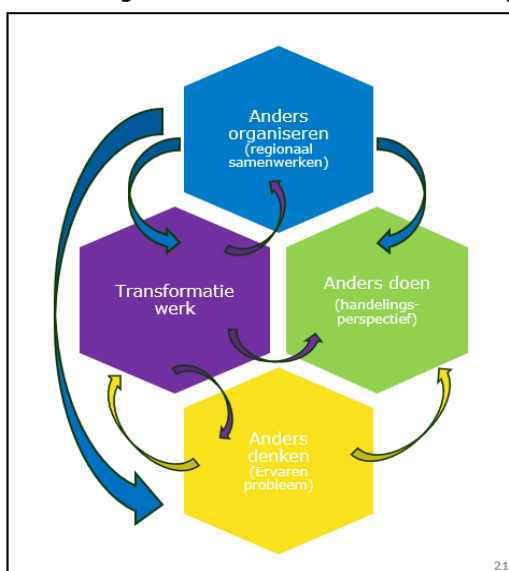 Anders
organiseren
(regionaal
samenwerken)
Transformatie
werk
Anders doen
(handelings-
perspectief)
Anders
denken
(Ervaren
probleem)
21